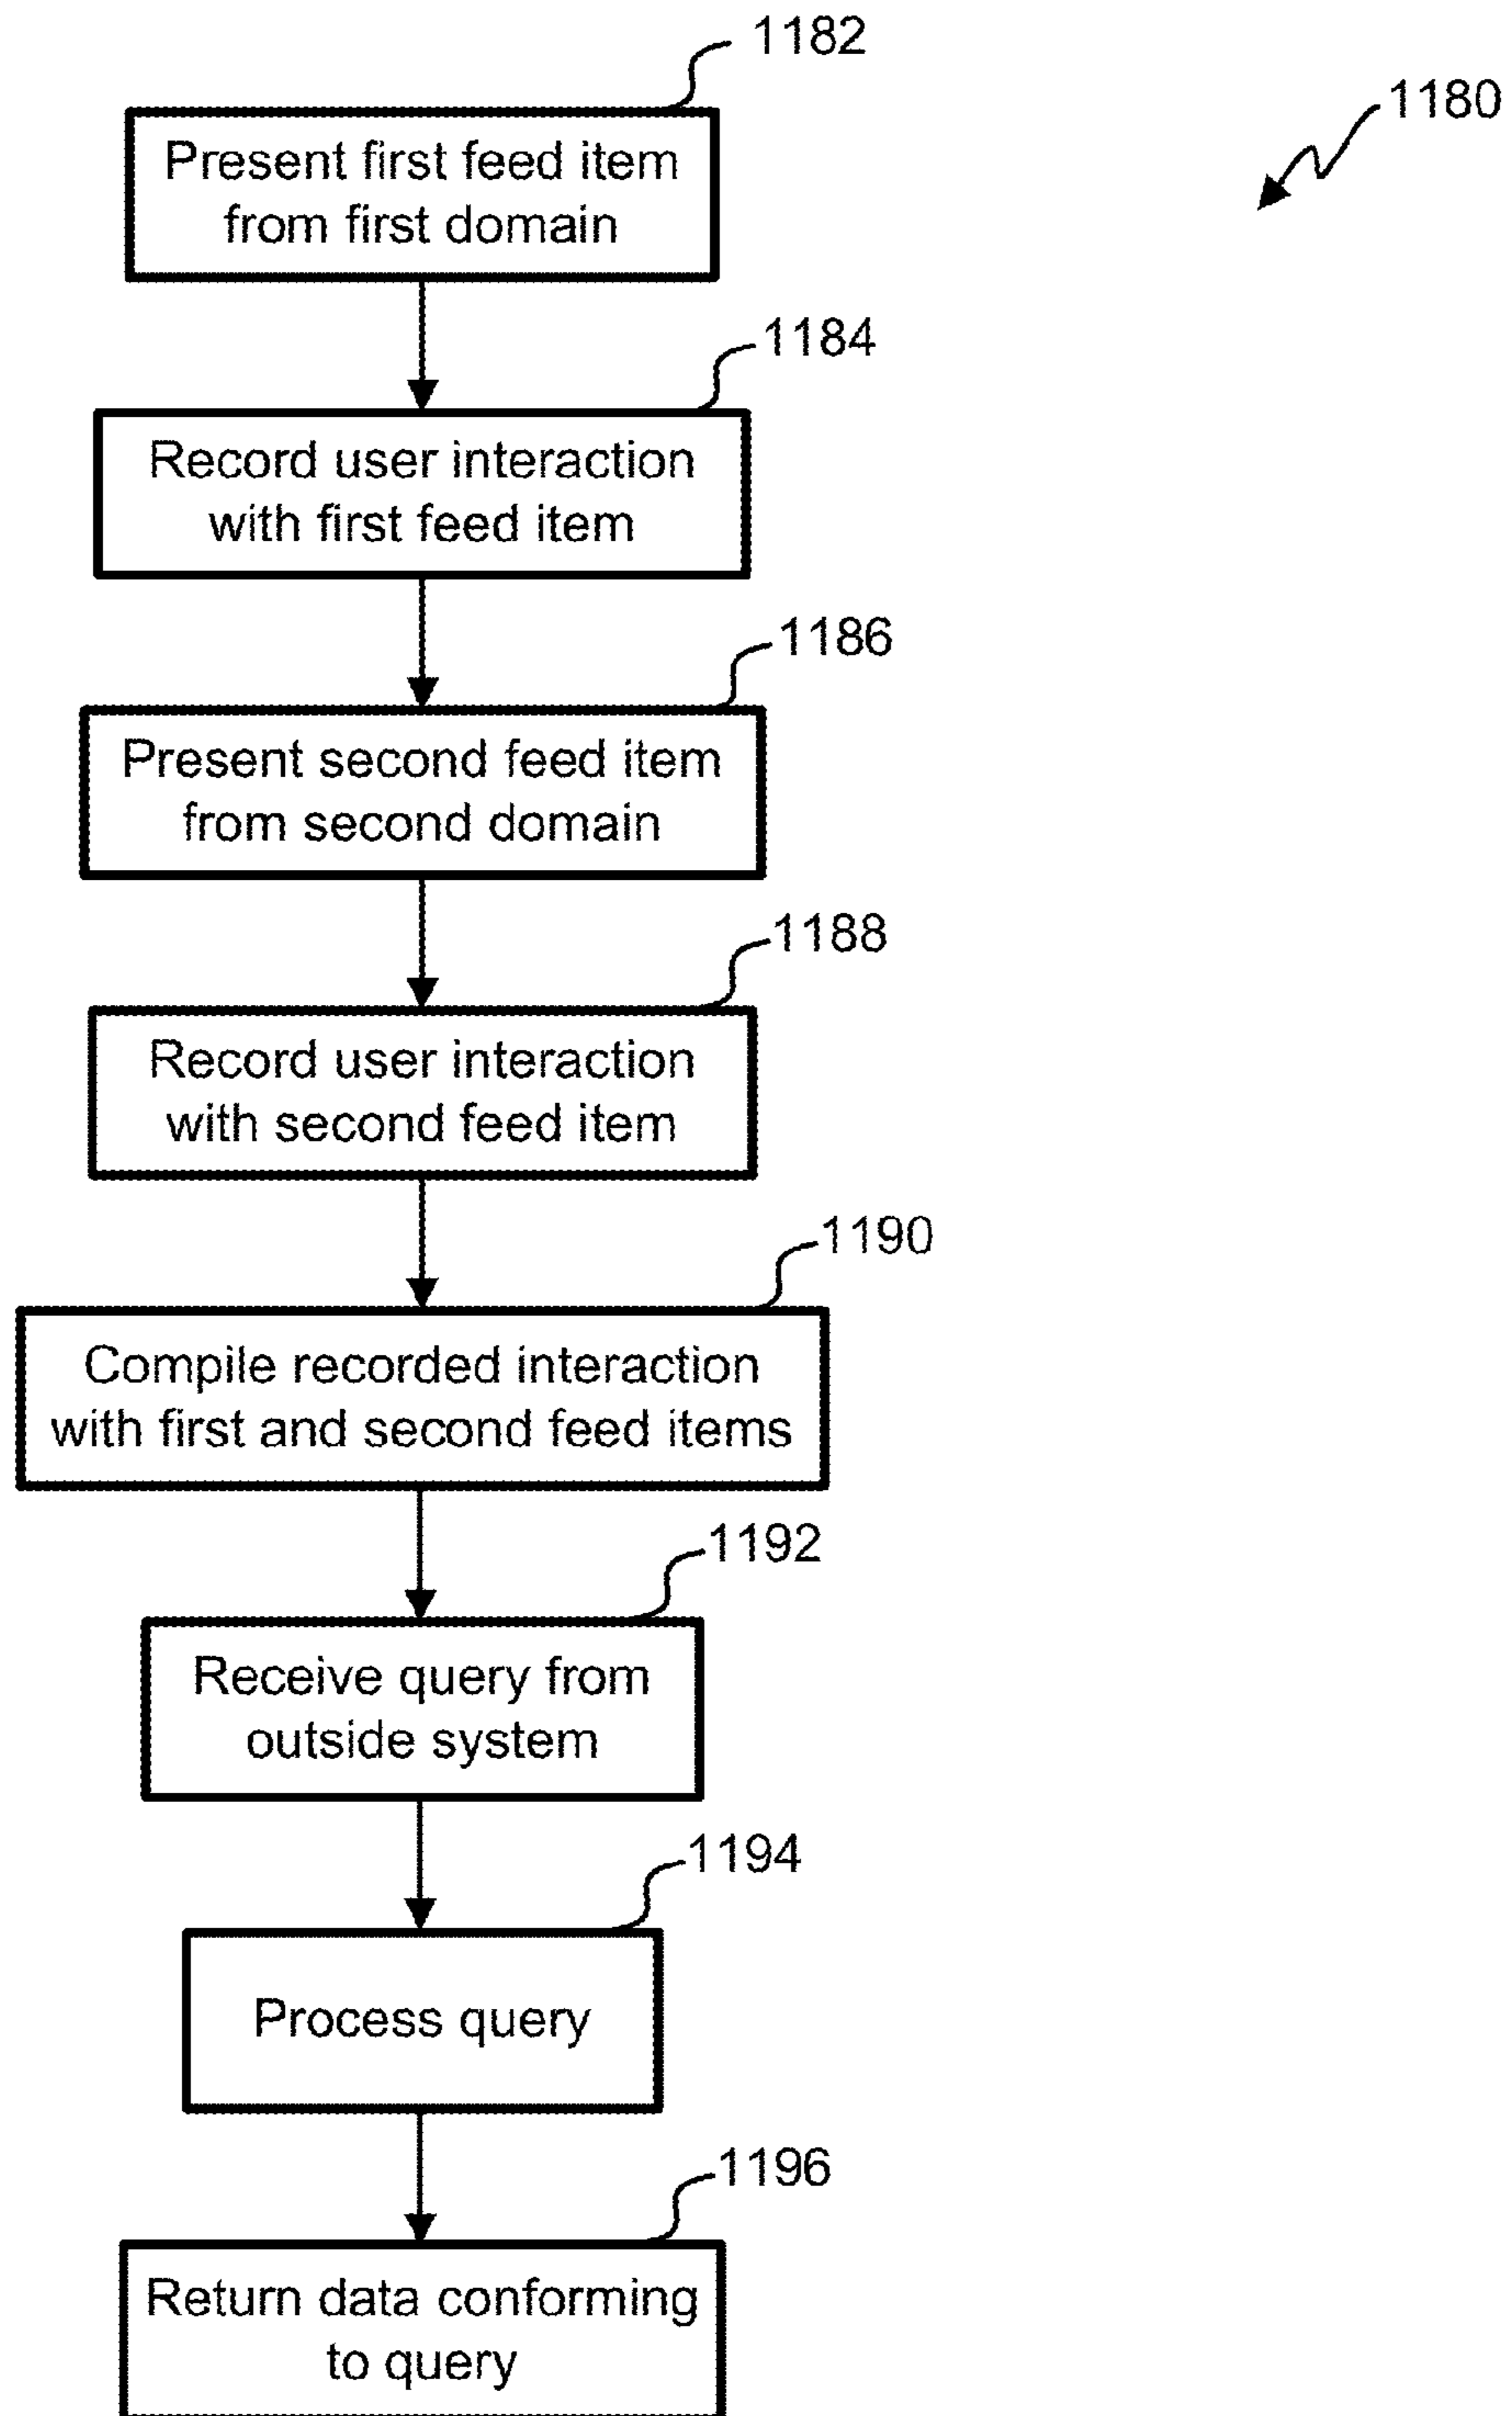 1182
1180
Present first feed item
from first domain
1184
Record user interaction
with first feed item
1186
Present second feed item
from second domain
1188
Record user interaction
with second feed item
1190
Compile recorded interaction
with first and second feed items
1192
Receive query from
outside system
1194
Process query
1196
Return data conforming
to query